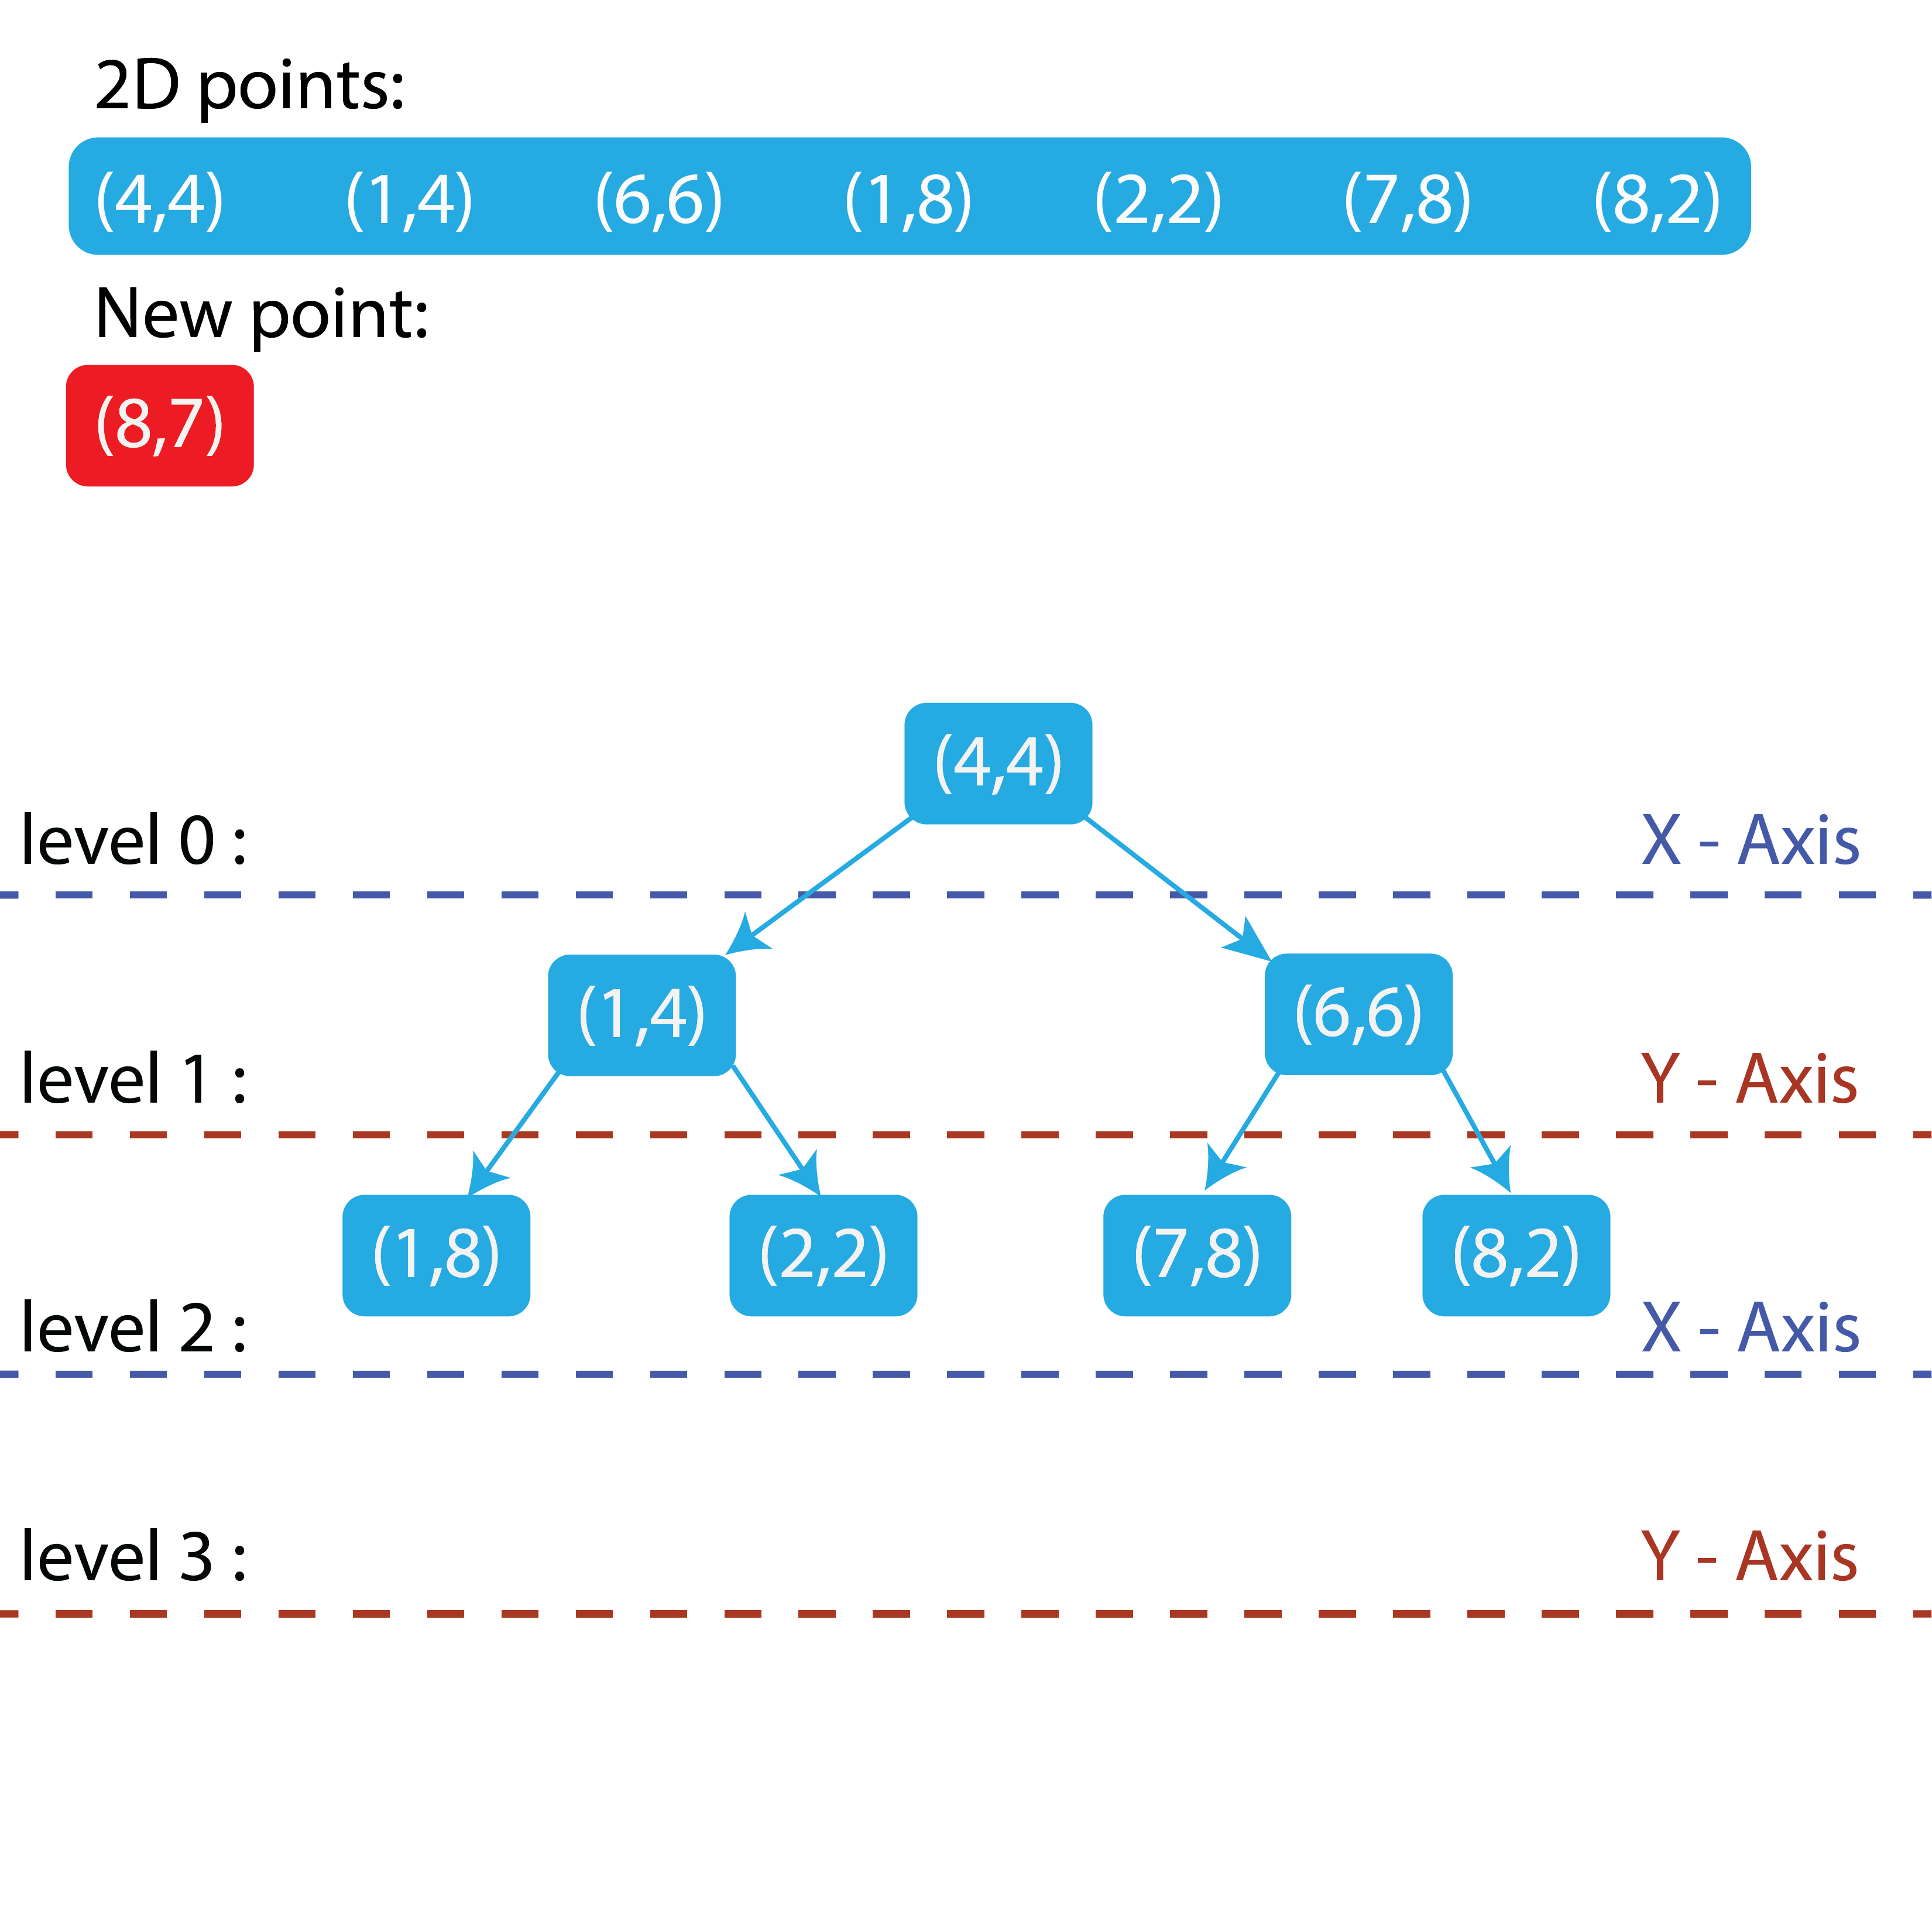 2D points:
(4,4) (1,4) (6,6) (1,8) (2,2) (7,8) (8,2)
New point:
(8,7)
(4,4)
level 0 : X - Axis
(1,4) (6,6)
level 1 : Y - Axis
(1,8) (2,2) (7,8) (8,2)
level 2 : X - Axis
level 3 : Y - Axis